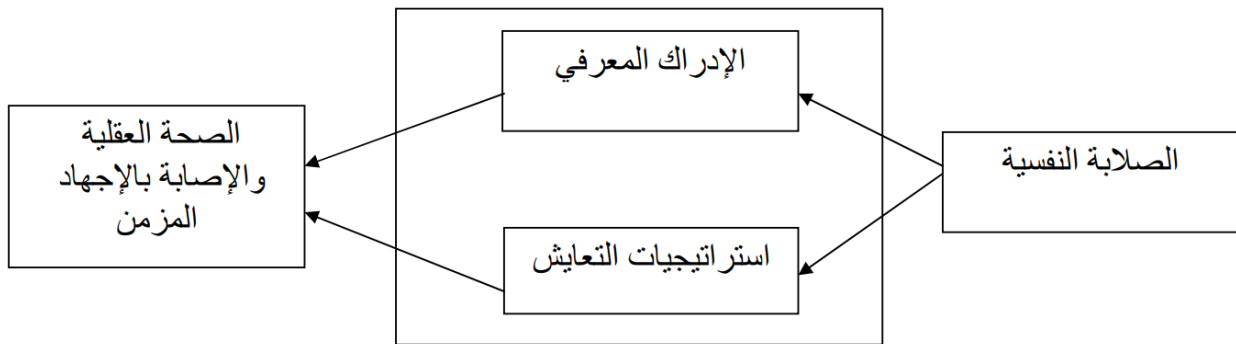 الإدراك المعرفي
الصلابة النفسية
الصحة العقلية
والإصابة بالإجهاد
المزمن
استراتيجيات التعايش